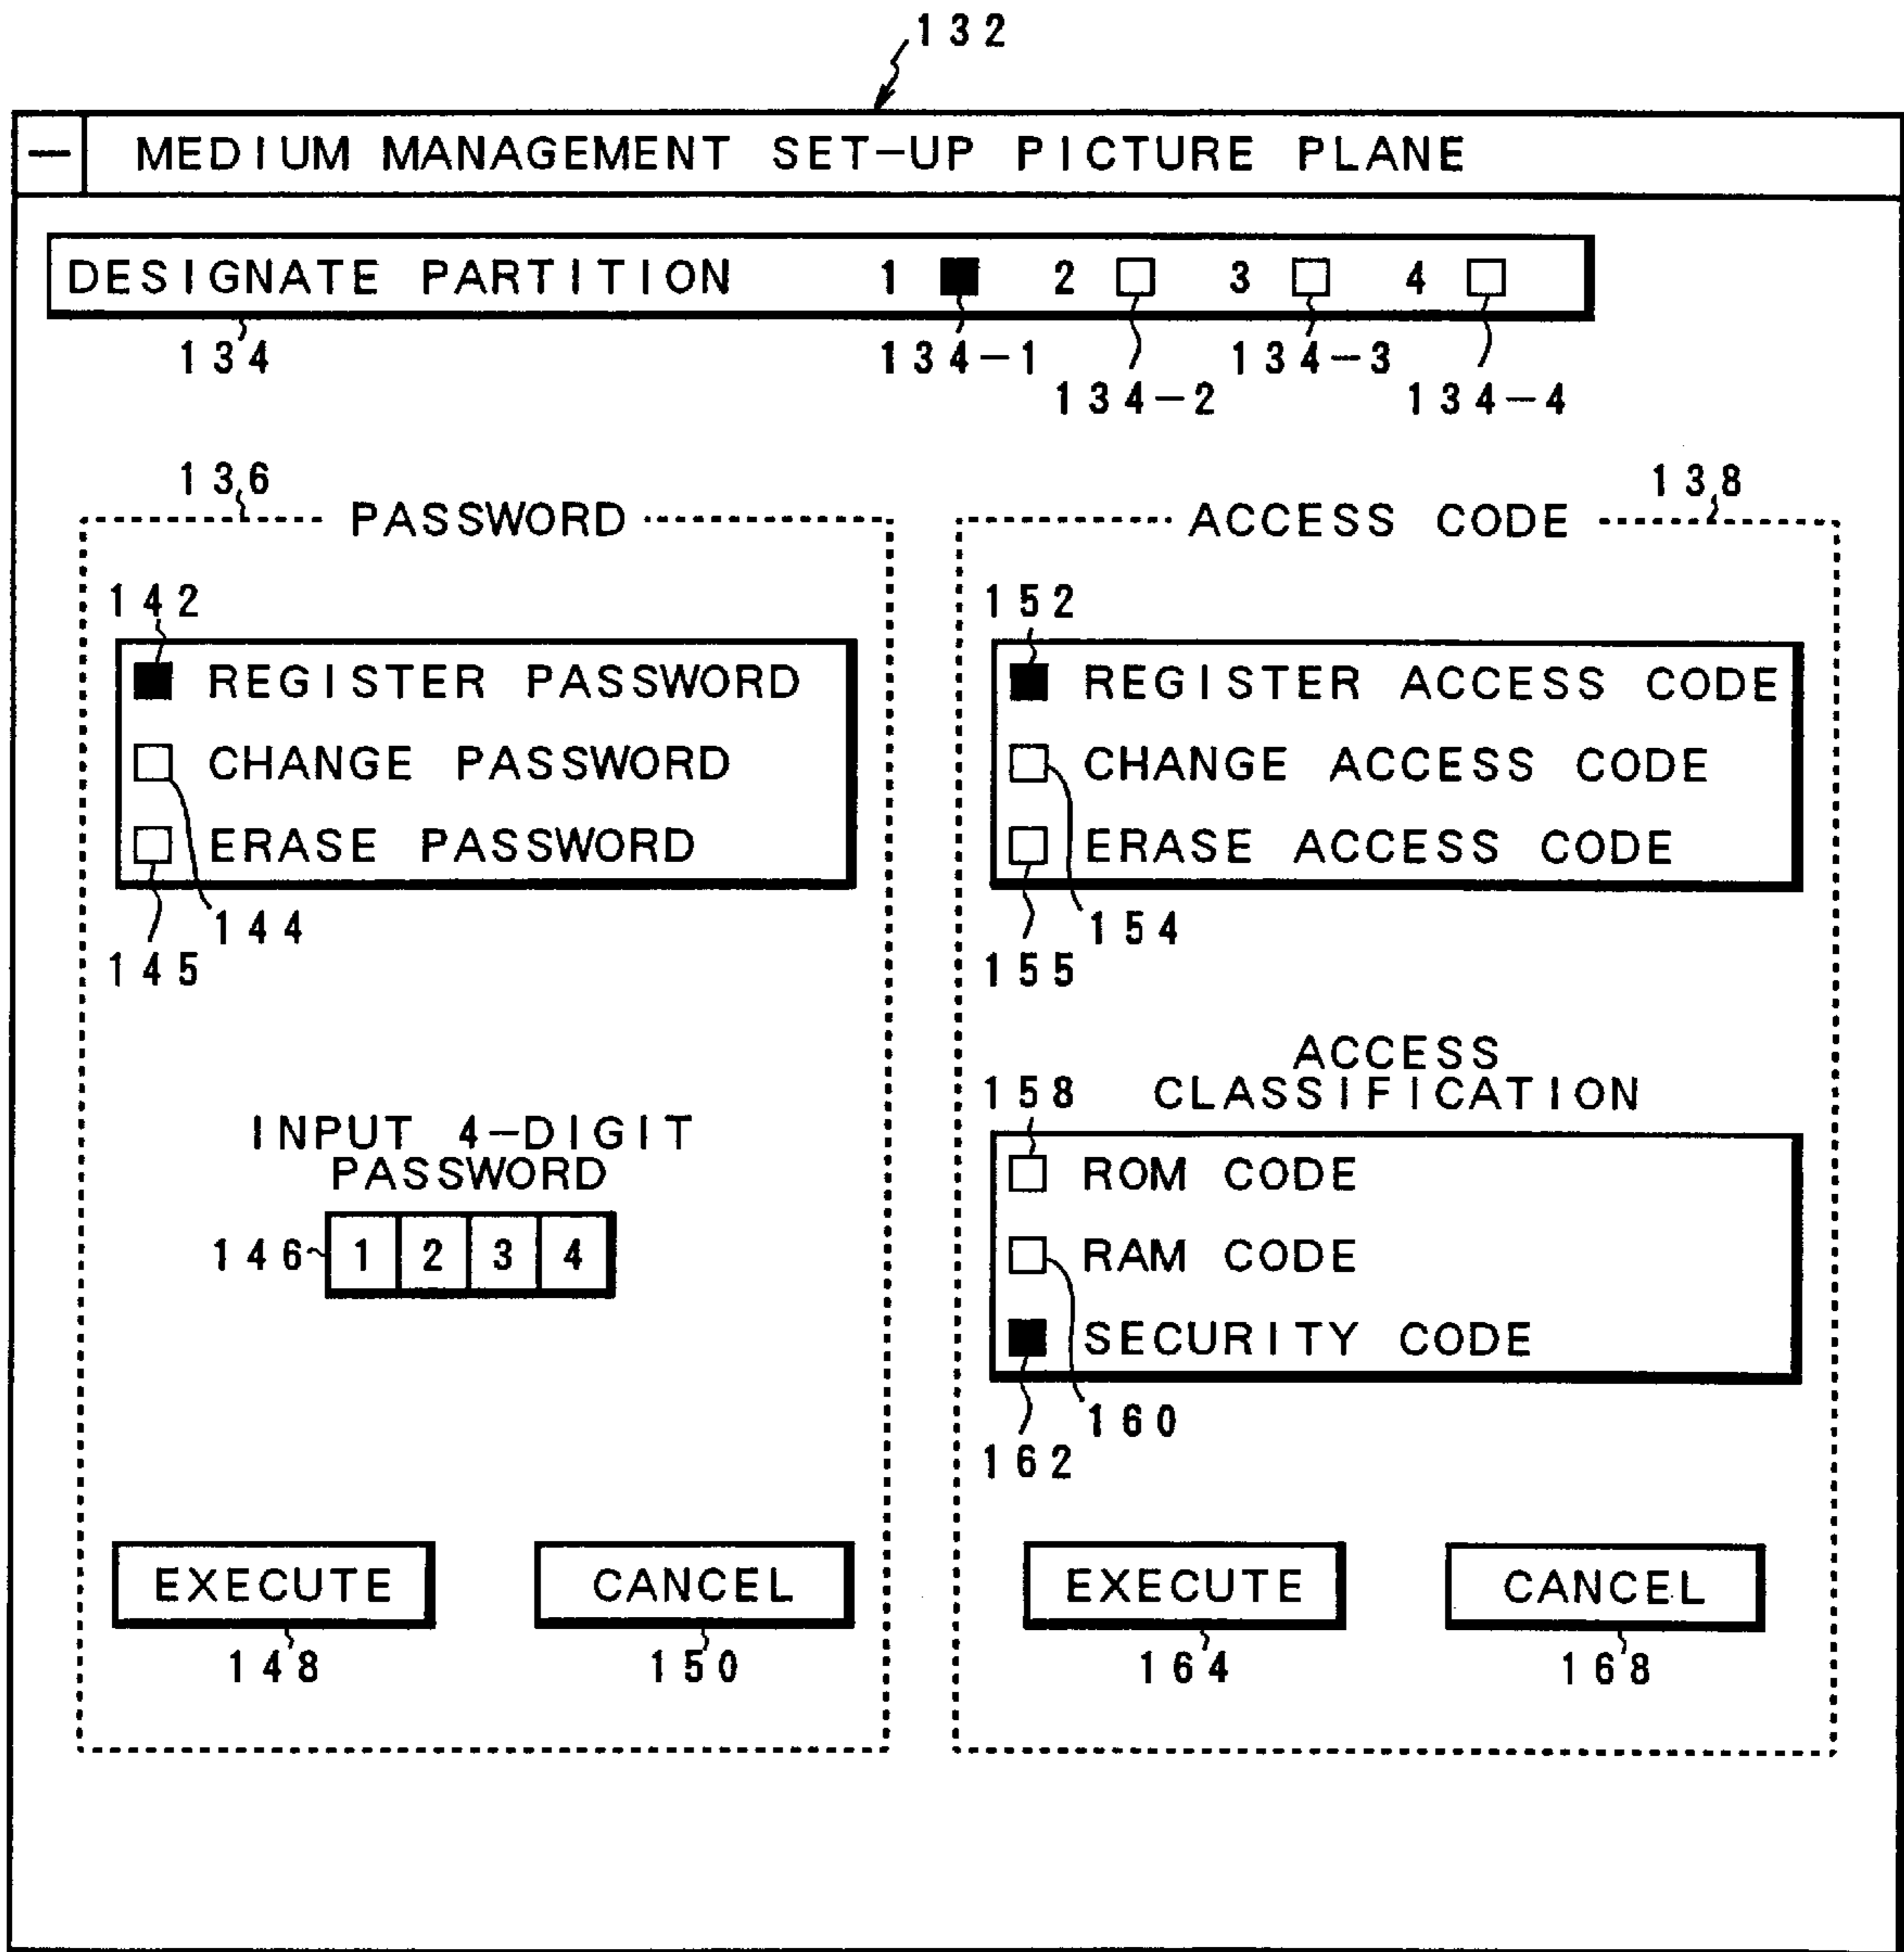 132
MEDIUM MANAGEMENT SET-UP PICTURE PLANE
DESIGNATE PARTITION 1 2 3 4
134 134-1 134-2 134-3 134-4
136
PASSWORD
142
REGISTER PASSWORD
CHANGE PASSWORD
ERASE PASSWORD
144
145
INPUT 4-DIGIT
PASSWORD
146 1 2 3 4
EXECUTE CANCEL
148 150
138
ACCESS CODE
152
REGISTER ACCESS CODE
CHANGE ACCESS CODE
ERASE ACCESS CODE
154
155
ACCESS
158 CLASSIFICATION
ROM CODE
RAM CODE
SECURITY CODE
160
162
EXECUTE CANCEL
164 168